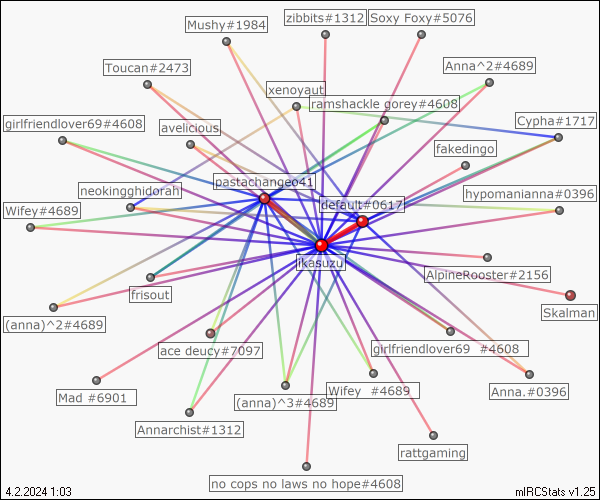 zibbits#1312
Soxy Foxy#5076
Mushy#1984
Toucan#2473
Anna^2#4689
xenoyaut
ramshackle gorey#4608
girlfriendlover69#4608
avelicious
Cypha#1717
fakedingo
pastachangeo41
neokingghidorah
hypomanianna#0396
default#0617
Wifey#4689
ikasuzu
AlpineRooster#2156
frisout
Skalman
(anna)^2#4689
ace deucy#7097
girlfriendlover69 #4608
Mad #6901
Wifey #4689
Anna.#0396
(anna)^3#4689
Annarchist#1312
rattgaming
no cops no laws no hope#4608
4.2.2024 1:03
mIRCStats v1.25